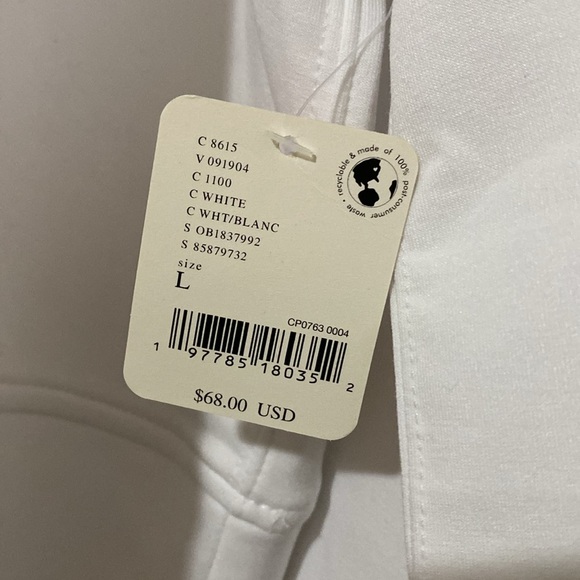 C 8615
V 091904
C 1100
C WHITE
C WHT/BLANC
S OB1837992
S 85879732
size
L
recyclable & made of 100% post-consumer waste •
CP0763 0004
1 97785 18035 2
$68.00 USD